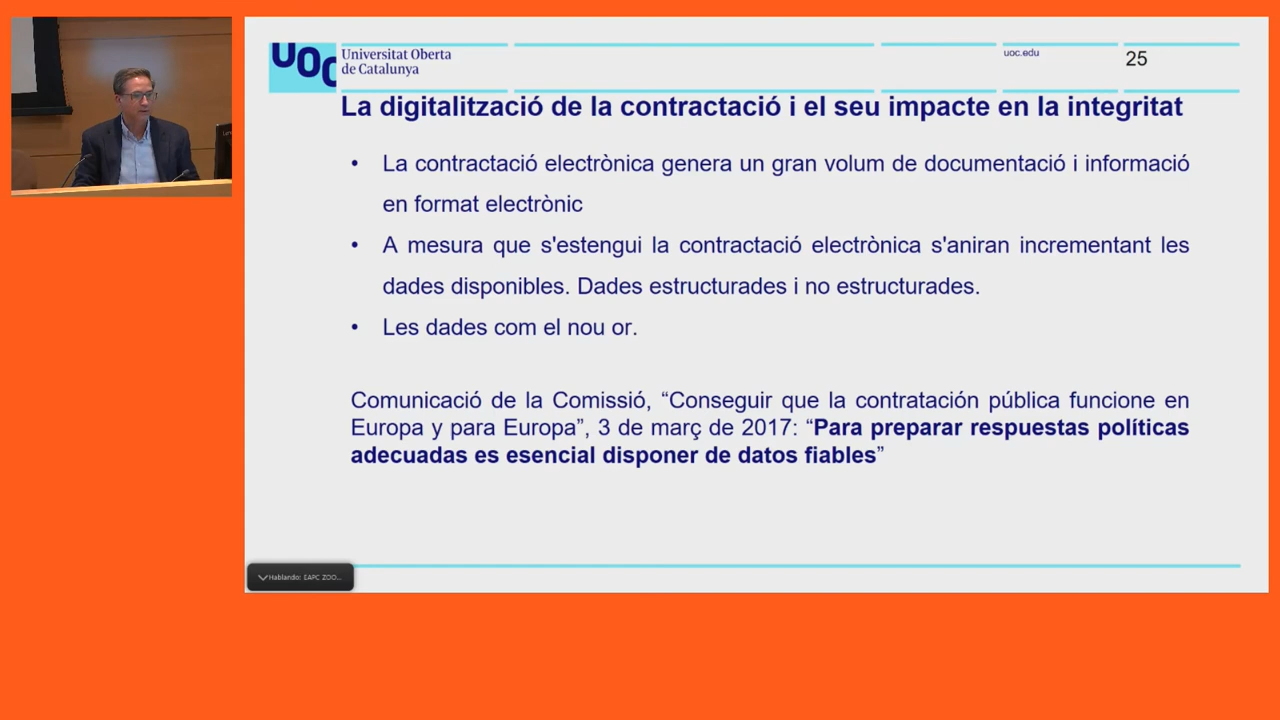 UOC
Universitat Oberta
de Catalunya
uoc.edu
25
La digitalització de la contractació i el seu impacte en la integritat
• La contractació electrònica genera un gran volum de documentació i informació
en format electrònic
• A mesura que s'estengui la contractació electrònica s'aniran incrementant les
dades disponibles. Dades estructurades i no estructurades.
• Les dades com el nou or.
Comunicació de la Comissió, “Conseguir que la contratación pública funcione en
Europa y para Europa”, 3 de març de 2017: “Para preparar respuestas políticas
adecuadas es esencial disponer de datos fiables”
Hablando: EAPC ZOO...